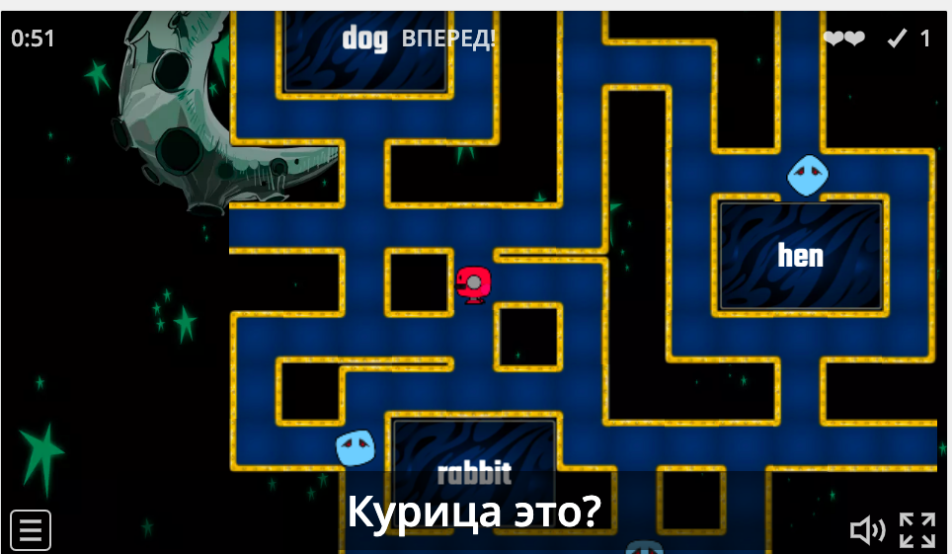 0:51
dog ВПЕРЕД!
✓ 1
hen
rabbit
Курица это?